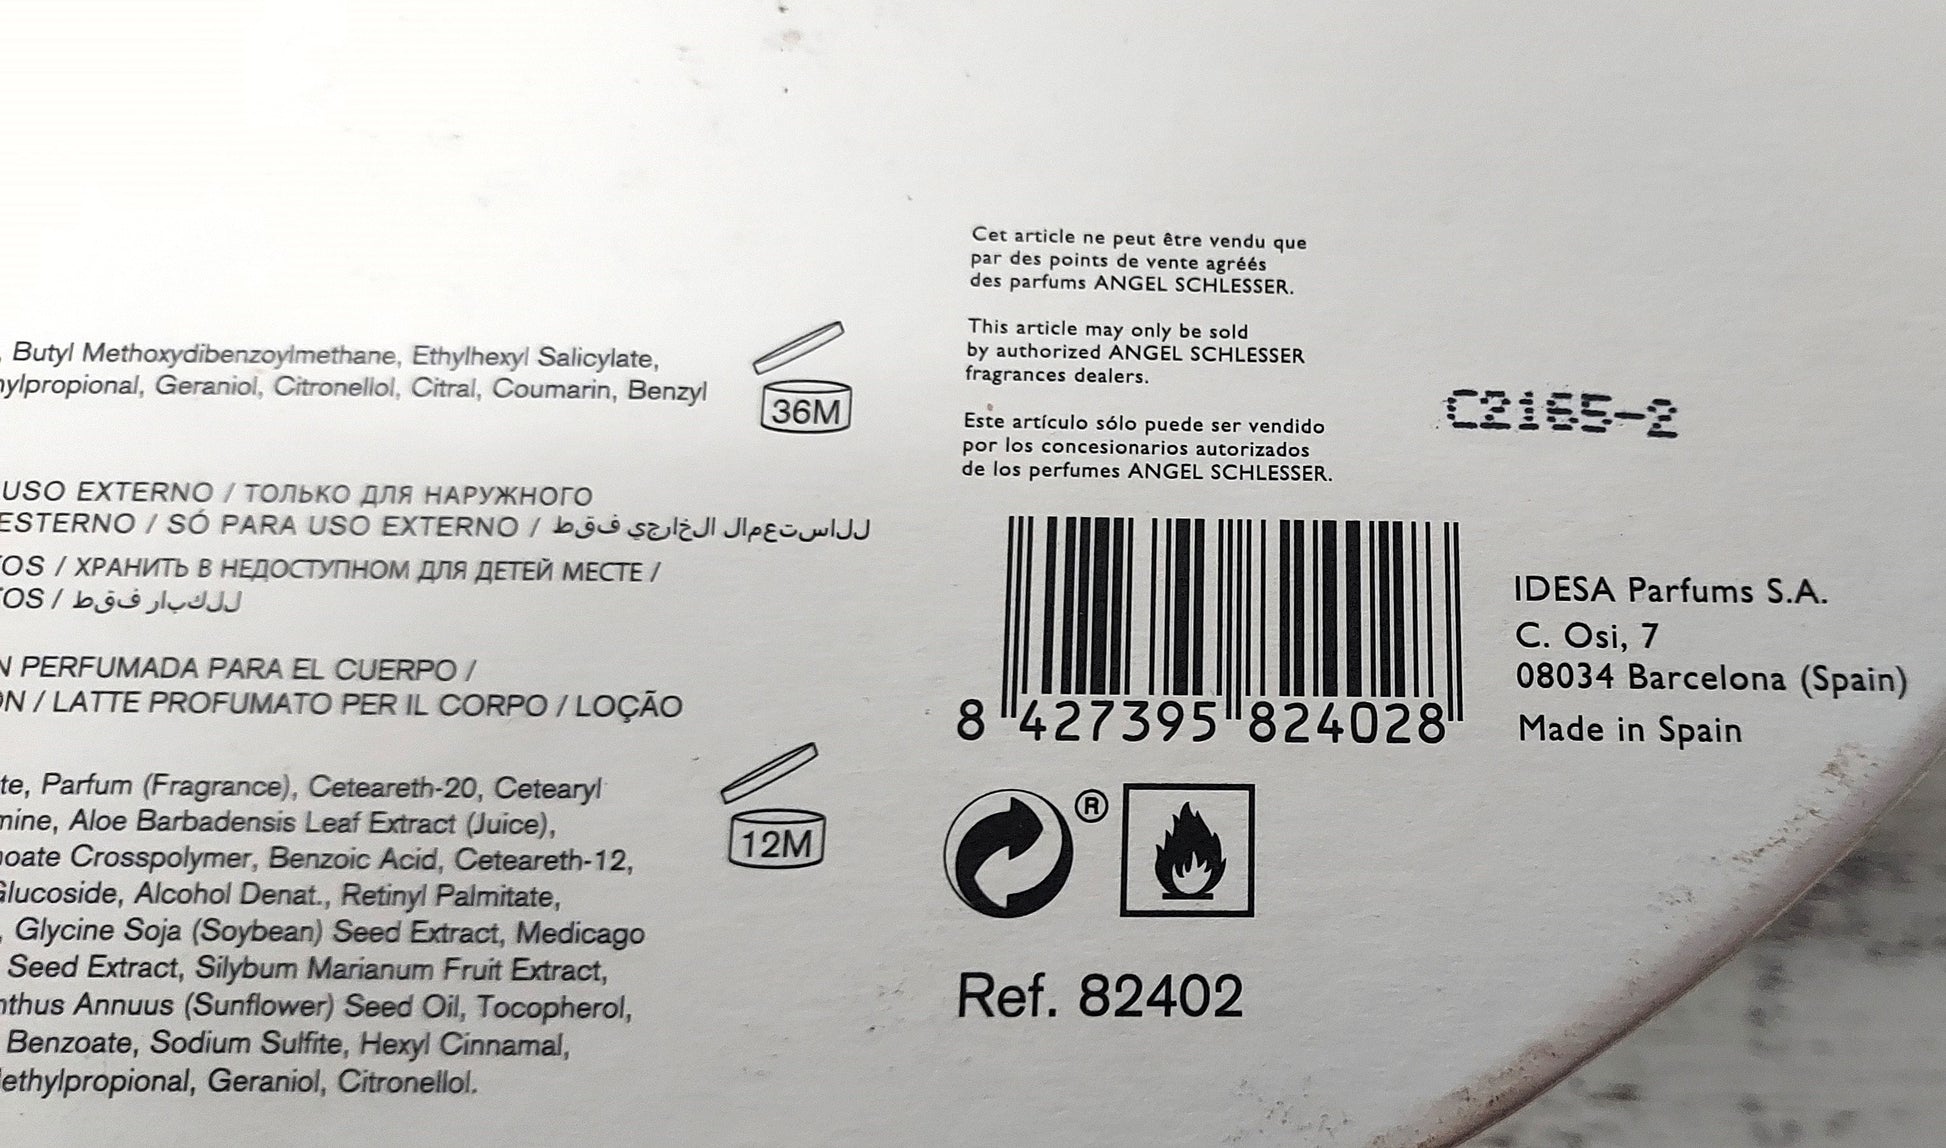 , Butyl Methoxydibenzoylmethane, Ethylhexyl Salicylate,
nylpropional, Geraniol, Citronellol, Citral, Coumarin, Benzyl
36M
USO EXTERNO / ТОЛЬКО ДЛЯ НАРУЖНОГО
ESTERNO / SÓ PARA USO EXTERNO / للاستعمال الخارجي فقط
OS / ХРАНИТЬ В НЕДОСТУПНОМ ДЛЯ ДЕТЕЙ МЕСТЕ /
OS / للكبار فقط
N PERFUMADA PARA EL CUERPO /
ON / LATTE PROFUMATO PER IL CORPO / LOÇÃO
te, Parfum (Fragrance), Ceteareth-20, Cetearyl
mine, Aloe Barbadensis Leaf Extract (Juice),
oate Crosspolymer, Benzoic Acid, Ceteareth-12,
Glucoside, Alcohol Denat., Retinyl Palmitate,
, Glycine Soja (Soybean) Seed Extract, Medicago
Seed Extract, Silybum Marianum Fruit Extract,
nthus Annuus (Sunflower) Seed Oil, Tocopherol,
Benzoate, Sodium Sulfite, Hexyl Cinnamal,
ethylpropional, Geraniol, Citronellol.
12M
Cet article ne peut être vendu que
par des points de vente agréés
des parfums ANGEL SCHLESSER.
This article may only be sold
by authorized ANGEL SCHLESSER
fragrances dealers.
Este artículo sólo puede ser vendido
por los concesionarios autorizados
de los perfumes ANGEL SCHLESSER.
C2165-2
8 427395 824028
IDESA Parfums S.A.
C. Osi, 7
08034 Barcelona (Spain)
Made in Spain
®
Ref. 82402